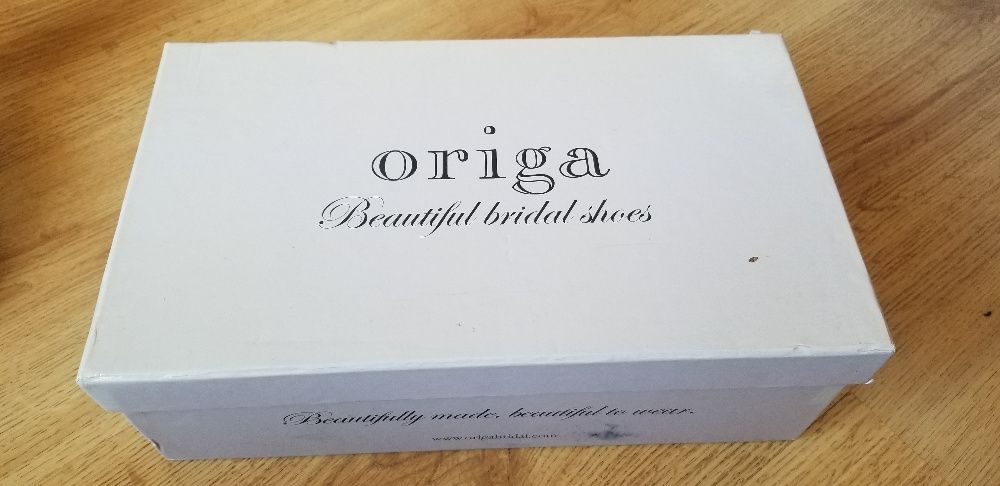 origa
Beautiful bridal shoes
Beautifully made, beautiful to wear.
www.origabridal.com